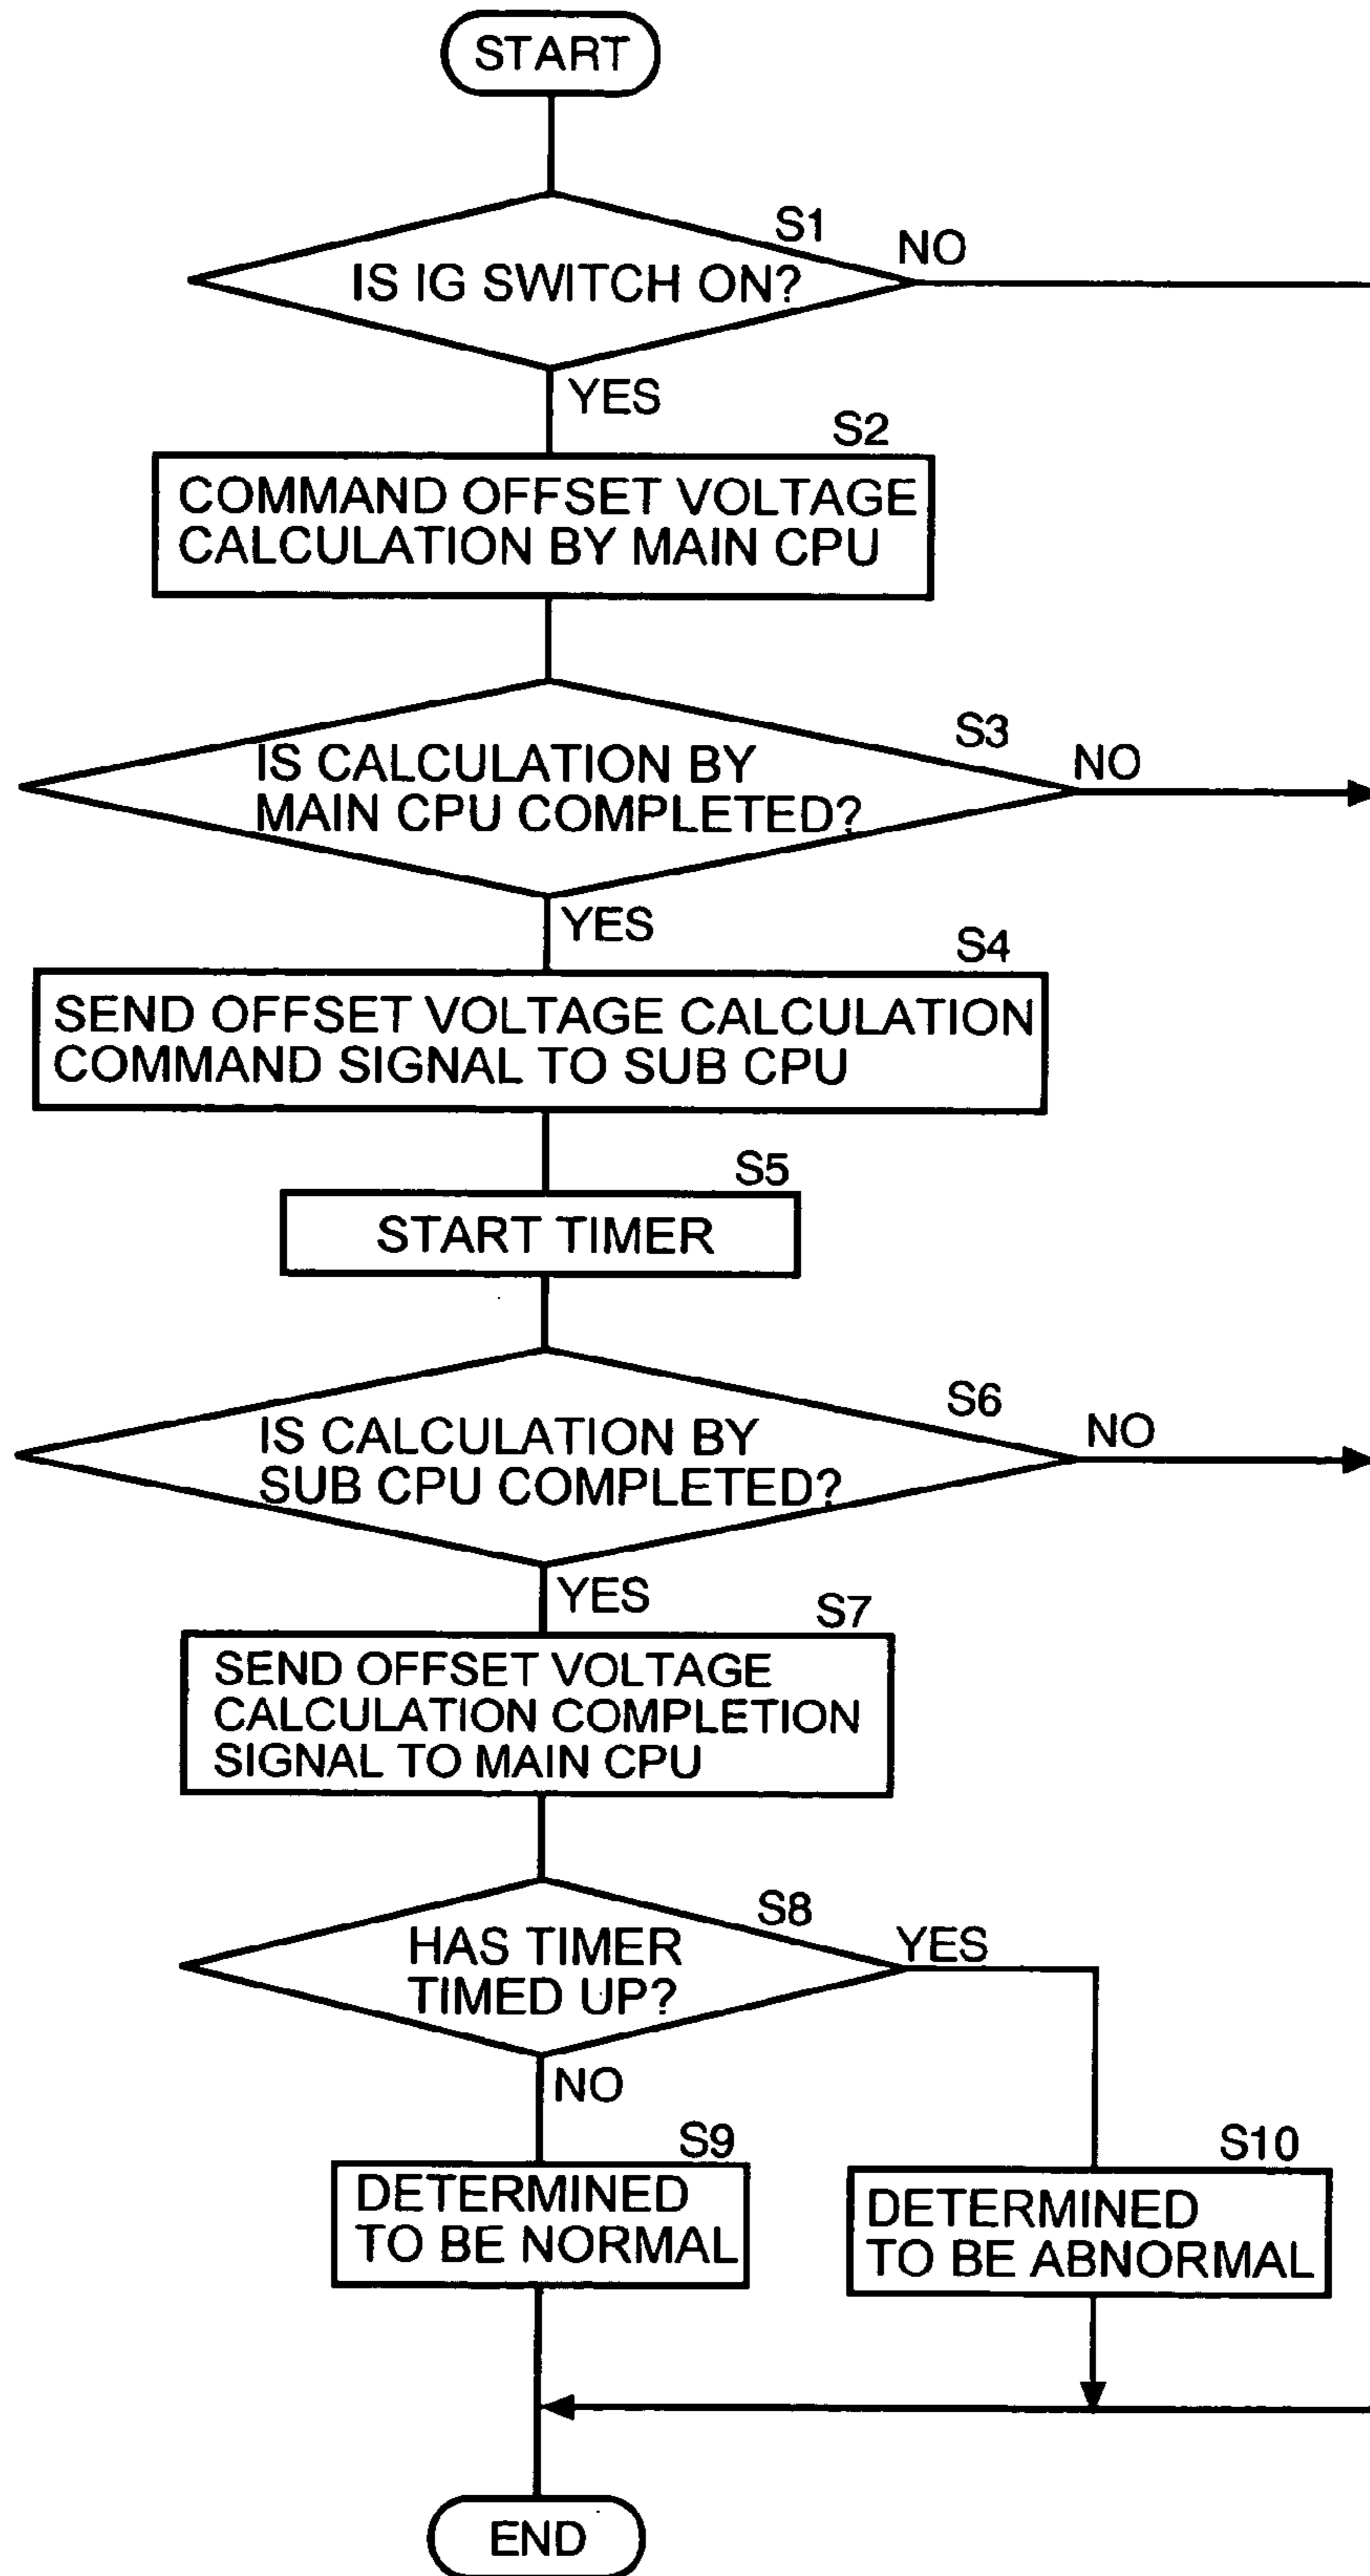 START
S1
NO
IS IG SWITCH ON?
YES
S2
COMMAND OFFSET VOLTAGE
CALCULATION BY MAIN CPU
S3
NO
IS CALCULATION BY
MAIN CPU COMPLETED?
YES
S4
SEND OFFSET VOLTAGE CALCULATION
COMMAND SIGNAL TO SUB CPU
S5
START TIMER
S6
NO
IS CALCULATION BY
SUB CPU COMPLETED?
YES
S7
SEND OFFSET VOLTAGE
CALCULATION COMPLETION
SIGNAL TO MAIN CPU
S8
YES
HAS TIMER
TIMED UP?
NO
S9
DETERMINED
TO BE NORMAL
S10
DETERMINED
TO BE ABNORMAL
END